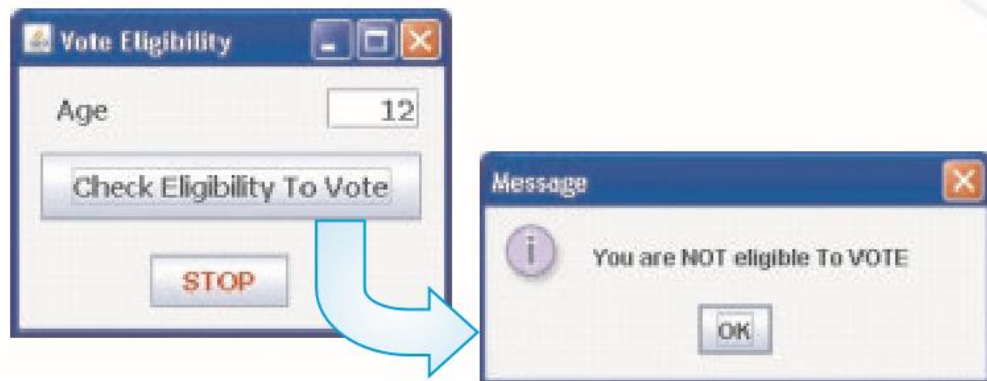 Vote Eligibility
Age 12
Check Eligibility To Vote
STOP
Message
You are NOT eligible To VOTE
OK